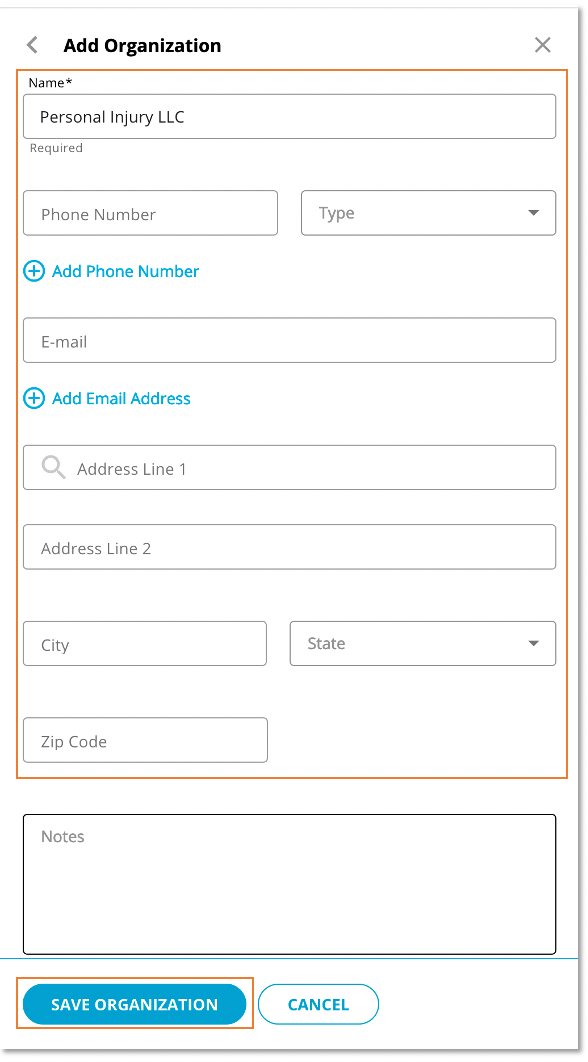 Add Organization
Name*
Personal Injury LLC
Required
Phone Number
Type
Add Phone Number
E-mail
Add Email Address
Address Line 1
Address Line 2
City
State
Zip Code
Notes
SAVE ORGANIZATION
CANCEL